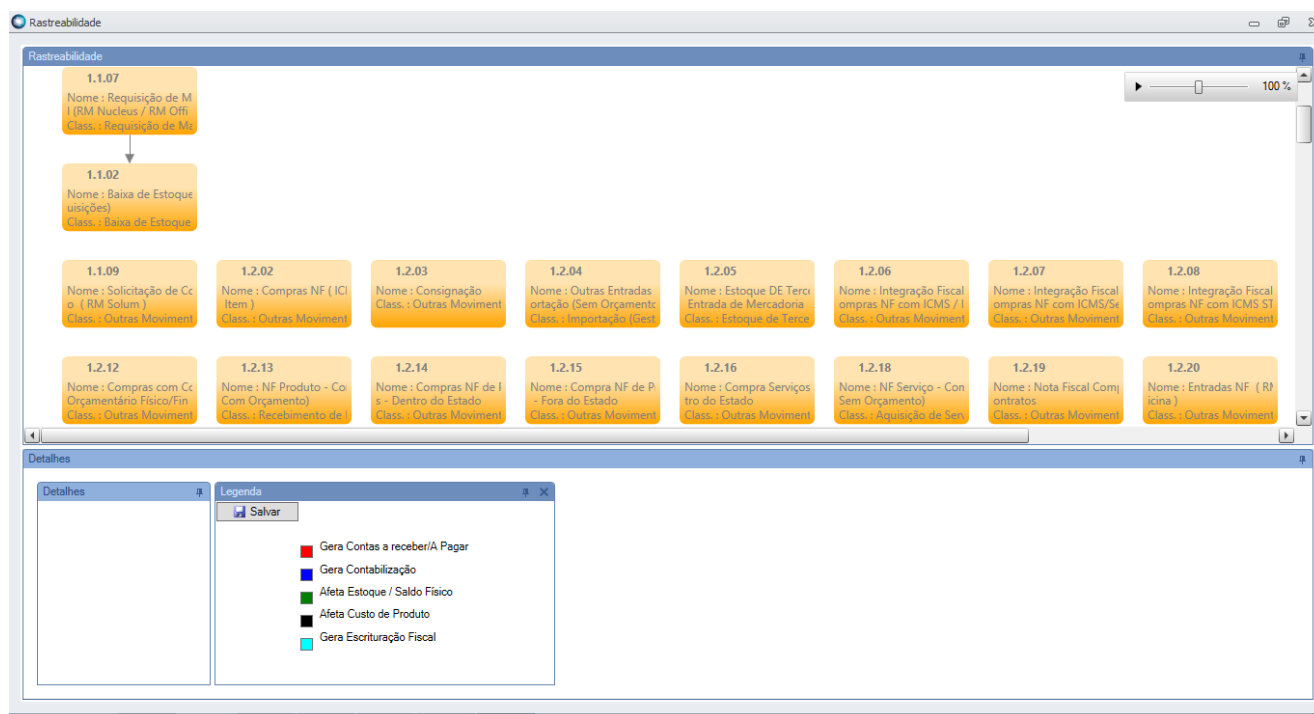 Rastreabilidade
Rastreabilidade
100 %
1.1.07
Nome : Requisição de M
l (RM Nucleus / RM Offi
Class. : Requisição de Ma
1.1.02
Nome : Baixa de Estoque
uisições)
Class. : Baixa de Estoque
1.1.09
Nome : Solicitação de Co
o ( RM Solum )
Class. : Outras Moviment
1.2.02
Nome : Compras NF ( ICI
Item )
Class. : Outras Moviment
1.2.03
Nome : Consignação
Class. : Outras Moviment
1.2.04
Nome : Outras Entradas
ortação (Sem Orçamento
Class. : Importação (Gest
1.2.05
Nome : Estoque DE Terce
Entrada de Mercadoria
Class. : Estoque de Terce
1.2.06
Nome : Integração Fiscal
ompras NF com ICMS / I
Class. : Outras Moviment
1.2.07
Nome : Integração Fiscal
ompras NF com ICMS/Se
Class. : Outras Moviment
1.2.08
Nome : Integração Fiscal
ompras NF com ICMS ST
Class. : Outras Moviment
1.2.12
Nome : Compras com Co
Orçamentário Físico/Fin
Class. : Outras Moviment
1.2.13
Nome : NF Produto - Con
Com Orçamento)
Class. : Recebimento de
1.2.14
Nome : Compras NF de
s - Dentro do Estado
Class. : Outras Moviment
1.2.15
Nome : Compra NF de P
- Fora do Estado
Class. : Outras Moviment
1.2.16
Nome : Compra Serviços
tro do Estado
Class. : Outras Moviment
1.2.18
Nome : NF Serviço - Con
Sem Orçamento)
Class. : Aquisição de Serv
1.2.19
Nome : Nota Fiscal Comp
ontratos
Class. : Outras Moviment
1.2.20
Nome : Entradas NF ( RM
icina )
Class. : Outras Moviment
Detalhes
Detalhes
Legenda
Salvar
Gera Contas a receber/A Pagar
Gera Contabilização
Afeta Estoque / Saldo Físico
Afeta Custo de Produto
Gera Escrituração Fiscal